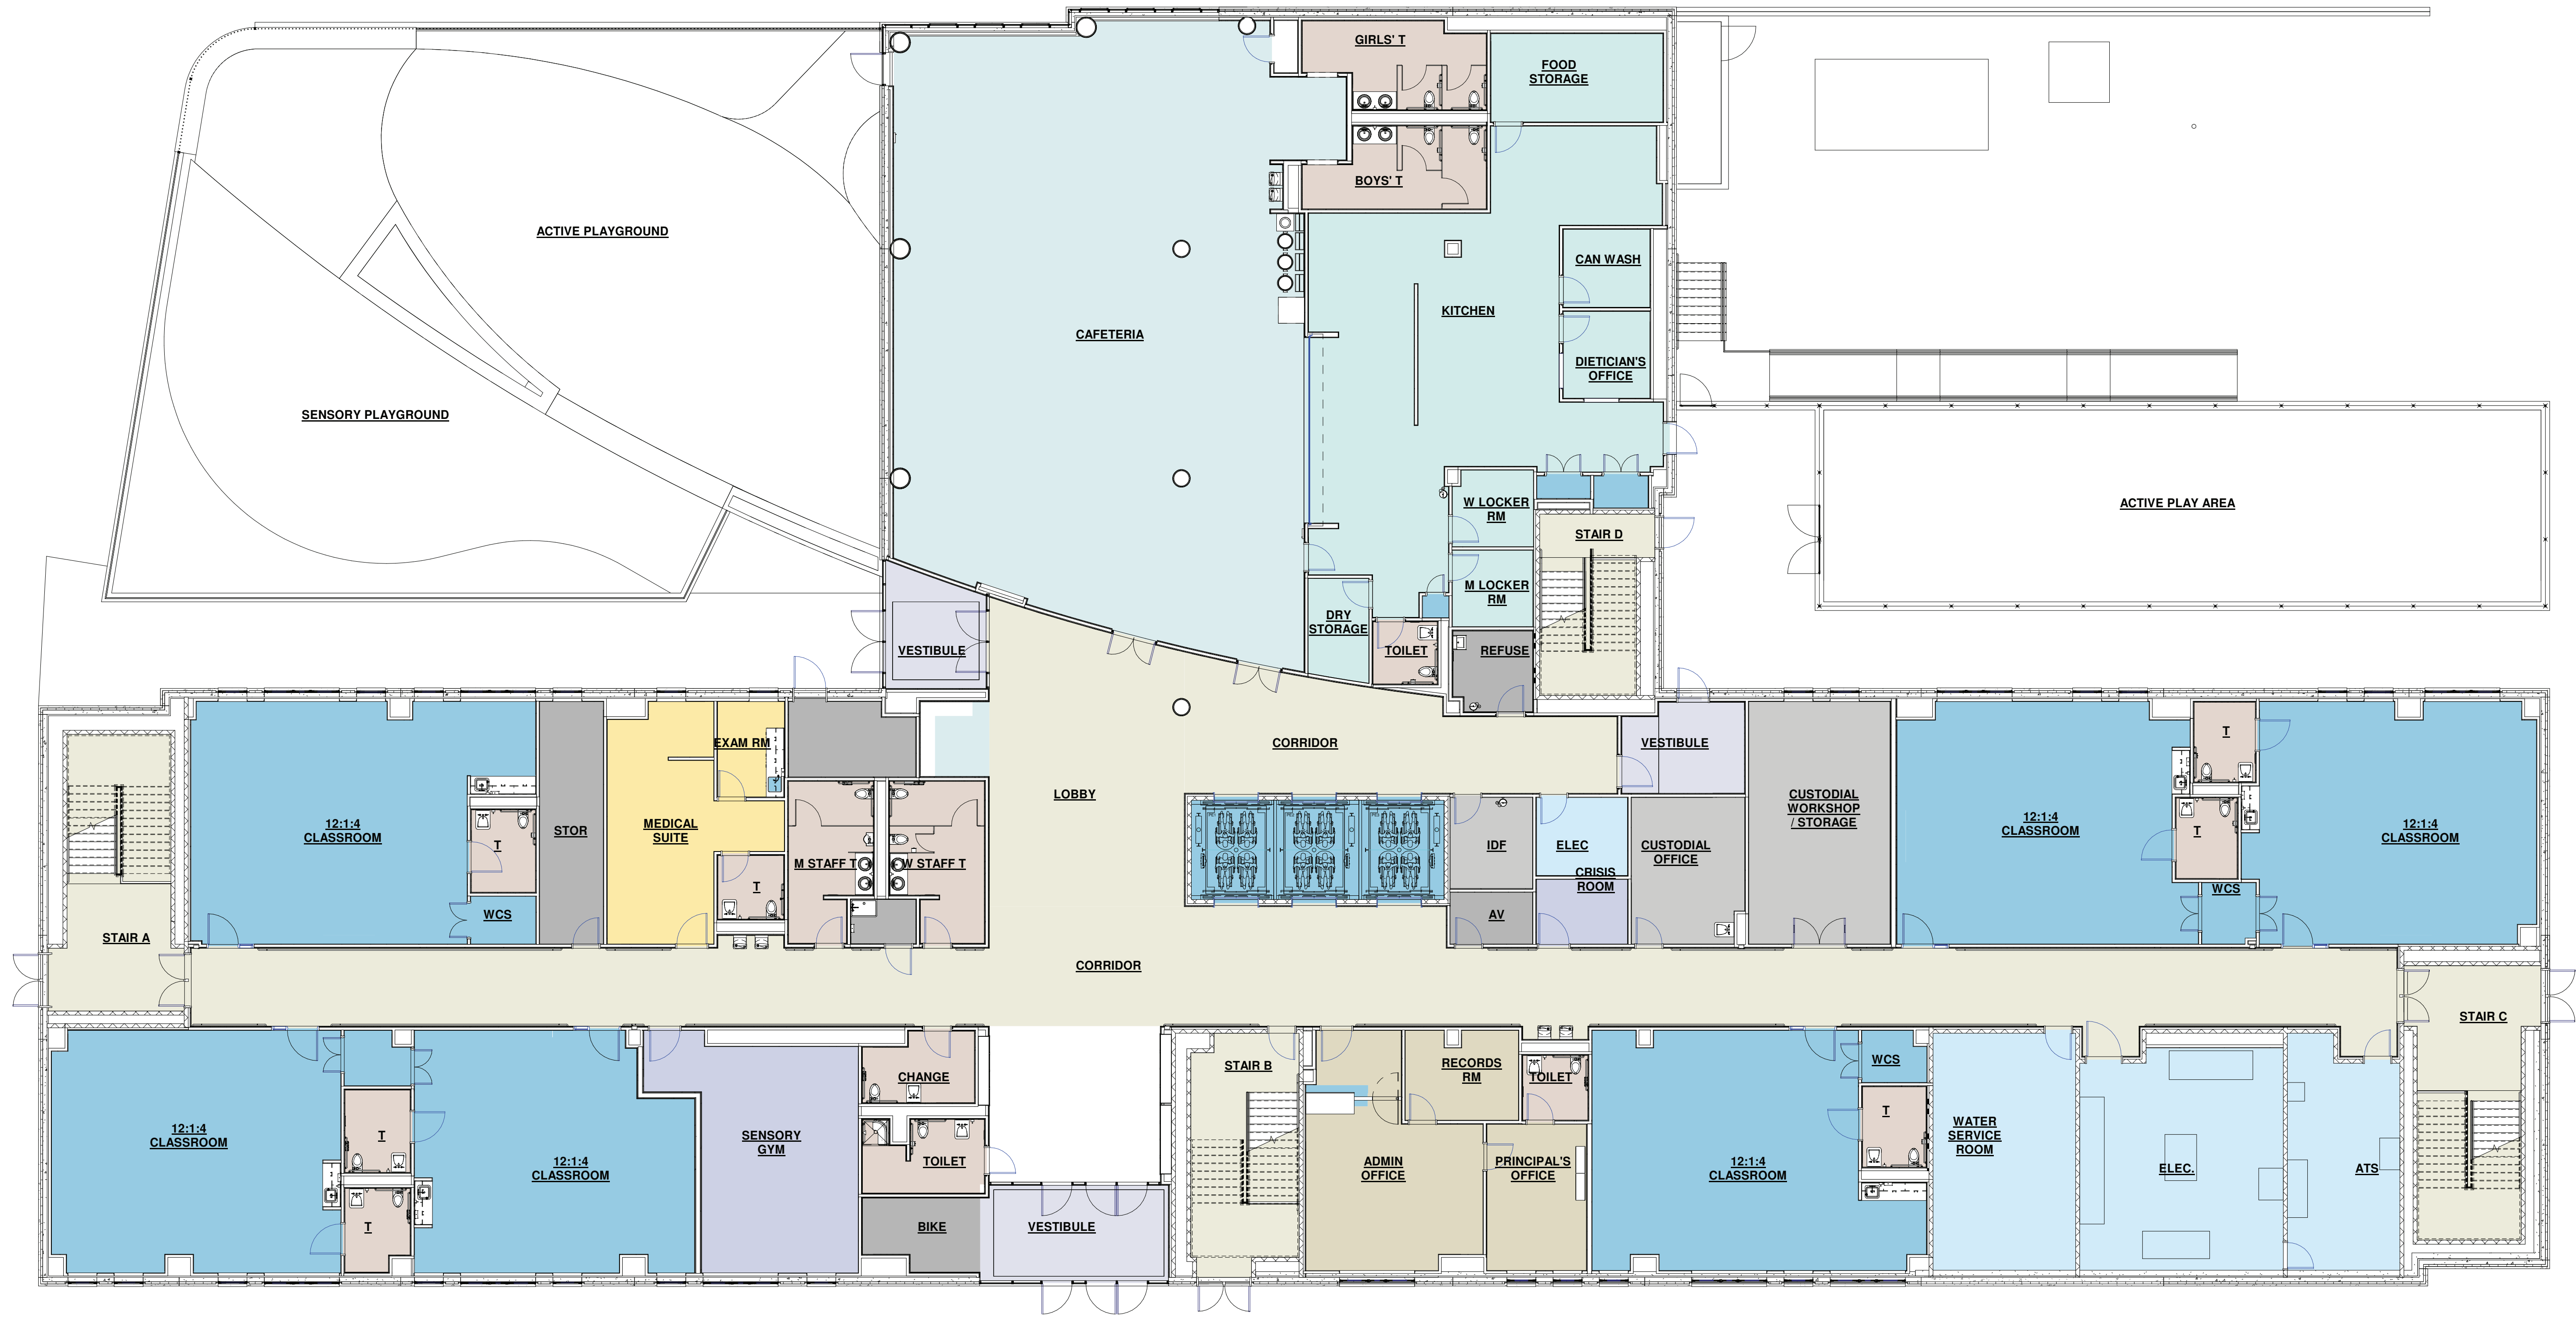 GIRLS' T
FOOD
STORAGE
BOYS' T
ACTIVE PLAYGROUND
CAN WASH
KITCHEN
CAFETERIA
DIETICIAN'S
OFFICE
SENSORY PLAYGROUND
W LOCKER
RM
ACTIVE PLAY AREA
STAIR D
M LOCKER
RM
DRY
STORAGE
VESTIBULE
TOILET
REFUSE
EXAM RM
CORRIDOR
VESTIBULE
T
LOBBY
CUSTODIAL
WORKSHOP
/ STORAGE
12:1:4
CLASSROOM
STOR
MEDICAL
SUITE
12:1:4
CLASSROOM
T
12:1:4
CLASSROOM
T
M STAFF T
W STAFF T
IDF
ELEC
CUSTODIAL
OFFICE
CRISIS
ROOM
T
WCS
WCS
AV
STAIR A
CORRIDOR
STAIR C
STAIR B
CHANGE
RECORDS
RM
TOILET
WCS
12:1:4
CLASSROOM
T
SENSORY
GYM
T
WATER
SERVICE
ROOM
12:1:4
CLASSROOM
TOILET
ADMIN
OFFICE
PRINCIPAL'S
OFFICE
12:1:4
CLASSROOM
ELEC.
ATS
T
BIKE
VESTIBULE